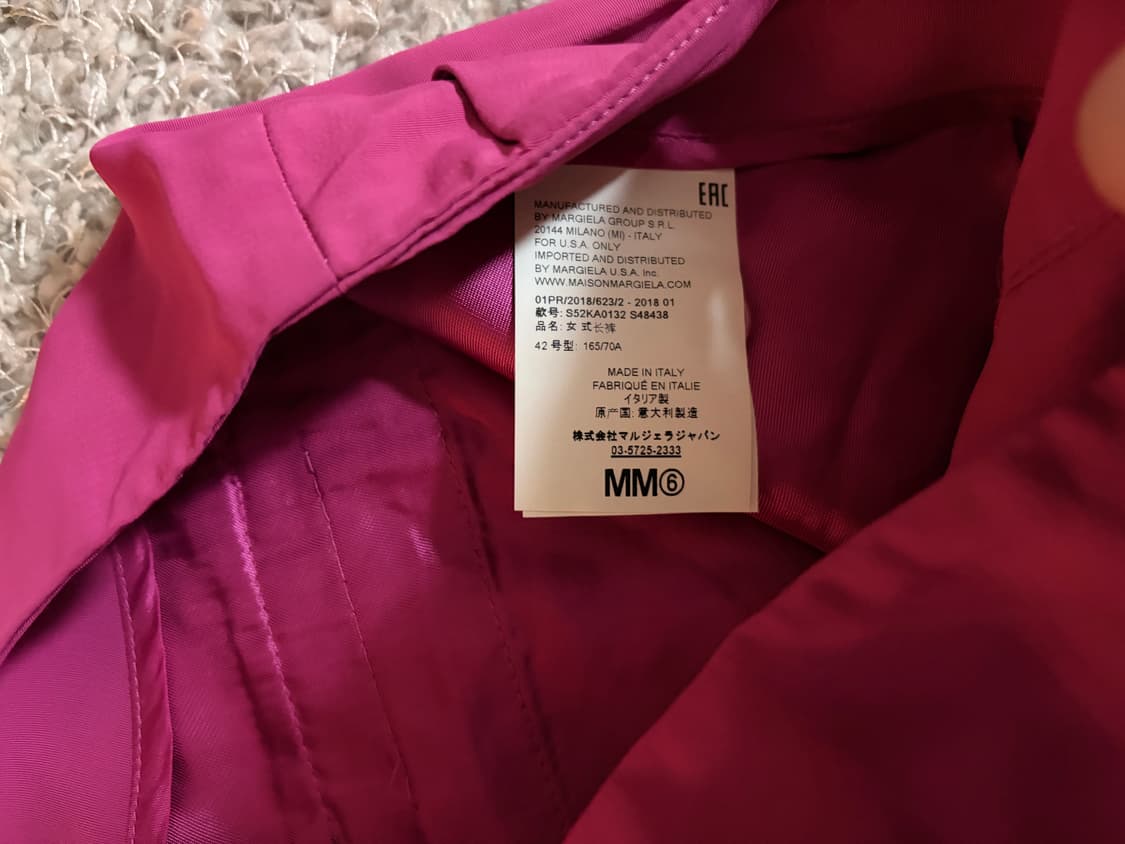 EAC
MANUFACTURED AND DISTRIBUTED
BY MARGIELA GROUP S.R.L.
20144 MILANO (MI) - ITALY
FOR U.S.A. ONLY
IMPORTED AND DISTRIBUTED
BY MARGIELA U.S.A. Inc.
WWW.MAISONMARGIELA.COM
01PR/2018/623/2 - 2018 01
款号: S52KA0132 S48438
品名: 女式长裤
42 号型: 165/70A
MADE IN ITALY
FABRIQUÉ EN ITALIE
イタリア製
原产国: 意大利製造
株式会社マルジェラジャパン
03-5725-2333
MM⑥